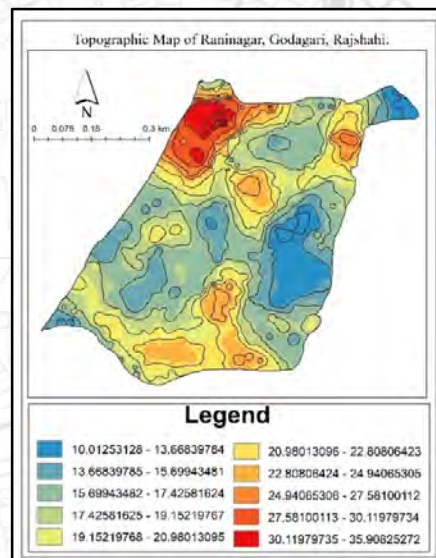 Topographic Map of Raninagar, Godagari, Rajshahi.
N
0 0.075 0.15 0.3 km
Legend
10.01253128 - 13.66839784
13.66839785 - 15.69943481
15.69943482 - 17.42581624
17.42581625 - 19.15219767
19.15219768 - 20.98013095
20.98013096 - 22.80806423
22.80806424 - 24.94065305
24.94065306 - 27.58100112
27.58100113 - 30.11979734
30.11979735 - 35.90825272